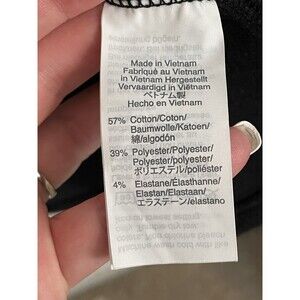 Made in Vietnam
Fabriqué au Vietnam
Hergestellt in Vietnam
Vervaardigd in Vietnam
ベトナム製
Hecho en Vietnam
57% Cotton/Coton/
Baumwolle/Katoen/
綿/algodón
39% Polyester/Polyester/
Polyester/polyester/
ポリエステル/poliéster
4% Elastane/Élasthanne/
Elastan/Elastaan/
エラステーン/elastano